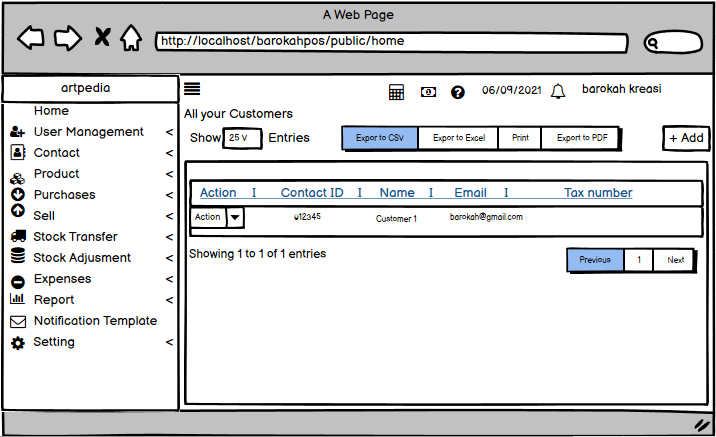 A Web Page
http://localhost/barokahpos/public/home
artpedia
06/09/2021 barokah kreasi
Home
User Management <
Contact <
Product <
Purchases <
Sell <
Stock Transfer <
Stock Adjusment <
Expenses <
Report <
Notification Template
Setting <
All your Customers
Show 25 V Entries
Expor to CSV Expor to Excel Print Export to PDF
+ Add
Action I Contact ID I Name I Email I Tax number
Action 012345 Customer 1 barokah@gmail.com
Showing 1 to 1 of 1 entries
Previous 1 Next